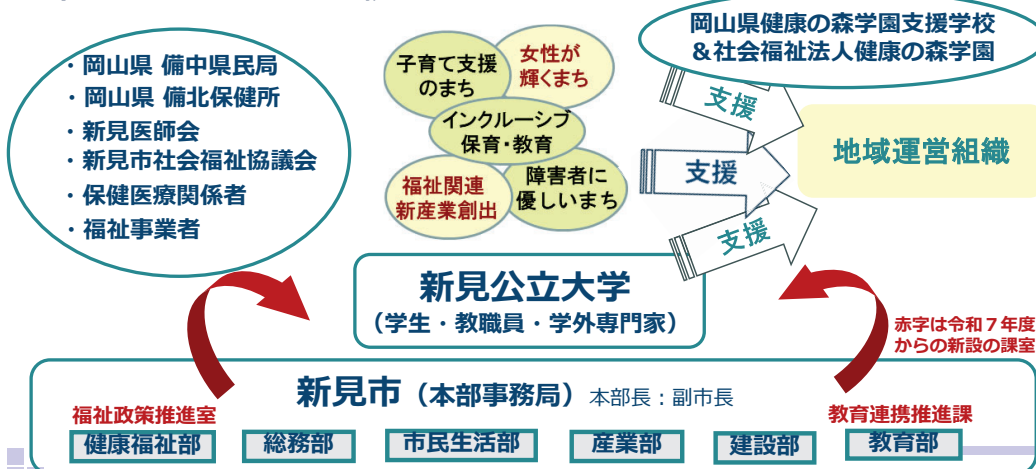 岡山県健康の森学園支援学校
&社会福祉法人健康の森学園
・岡山県 備中県民局
・岡山県 備北保健所
・新見医師会
・新見市社会福祉協議会
・保健医療関係者
・福祉事業者
子育て支援
のまち
女性が
輝くまち
インクルーシブ
保育・教育
福祉関連
新産業創出
障害者に
優しいまち
支援
支援
支援
地域運営組織
新見公立大学
（学生・教職員・学外専門家）
赤字は令和７年度
からの新設の課室
新見市（本部事務局）本部長：副市長
福祉政策推進室
教育連携推進課
健康福祉部
総務部
市民生活部
産業部
建設部
教育部